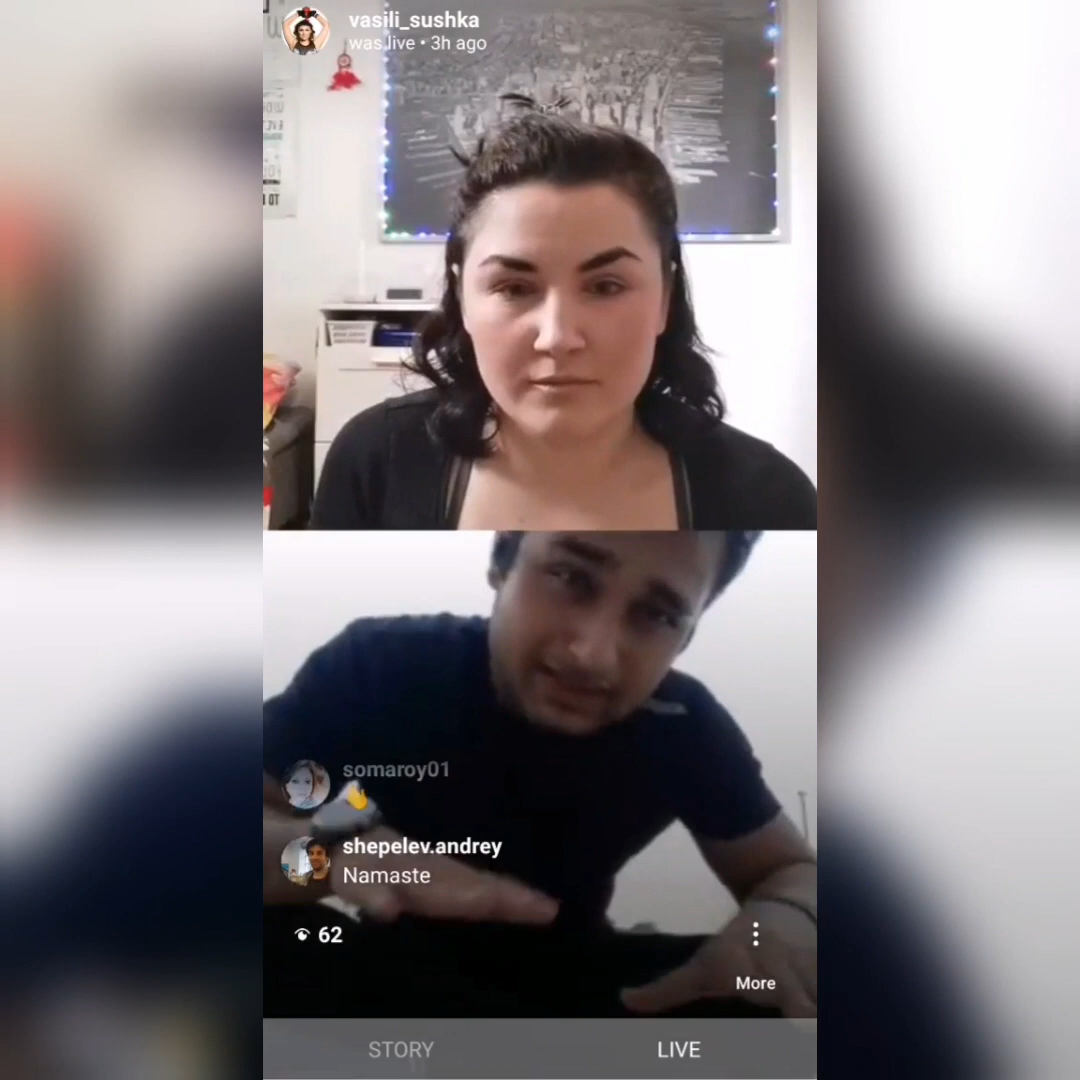 vasili_sushka
was live • 3h ago
somaroy01
shepelev.andrey
Namaste
62
More
STORY
LIVE